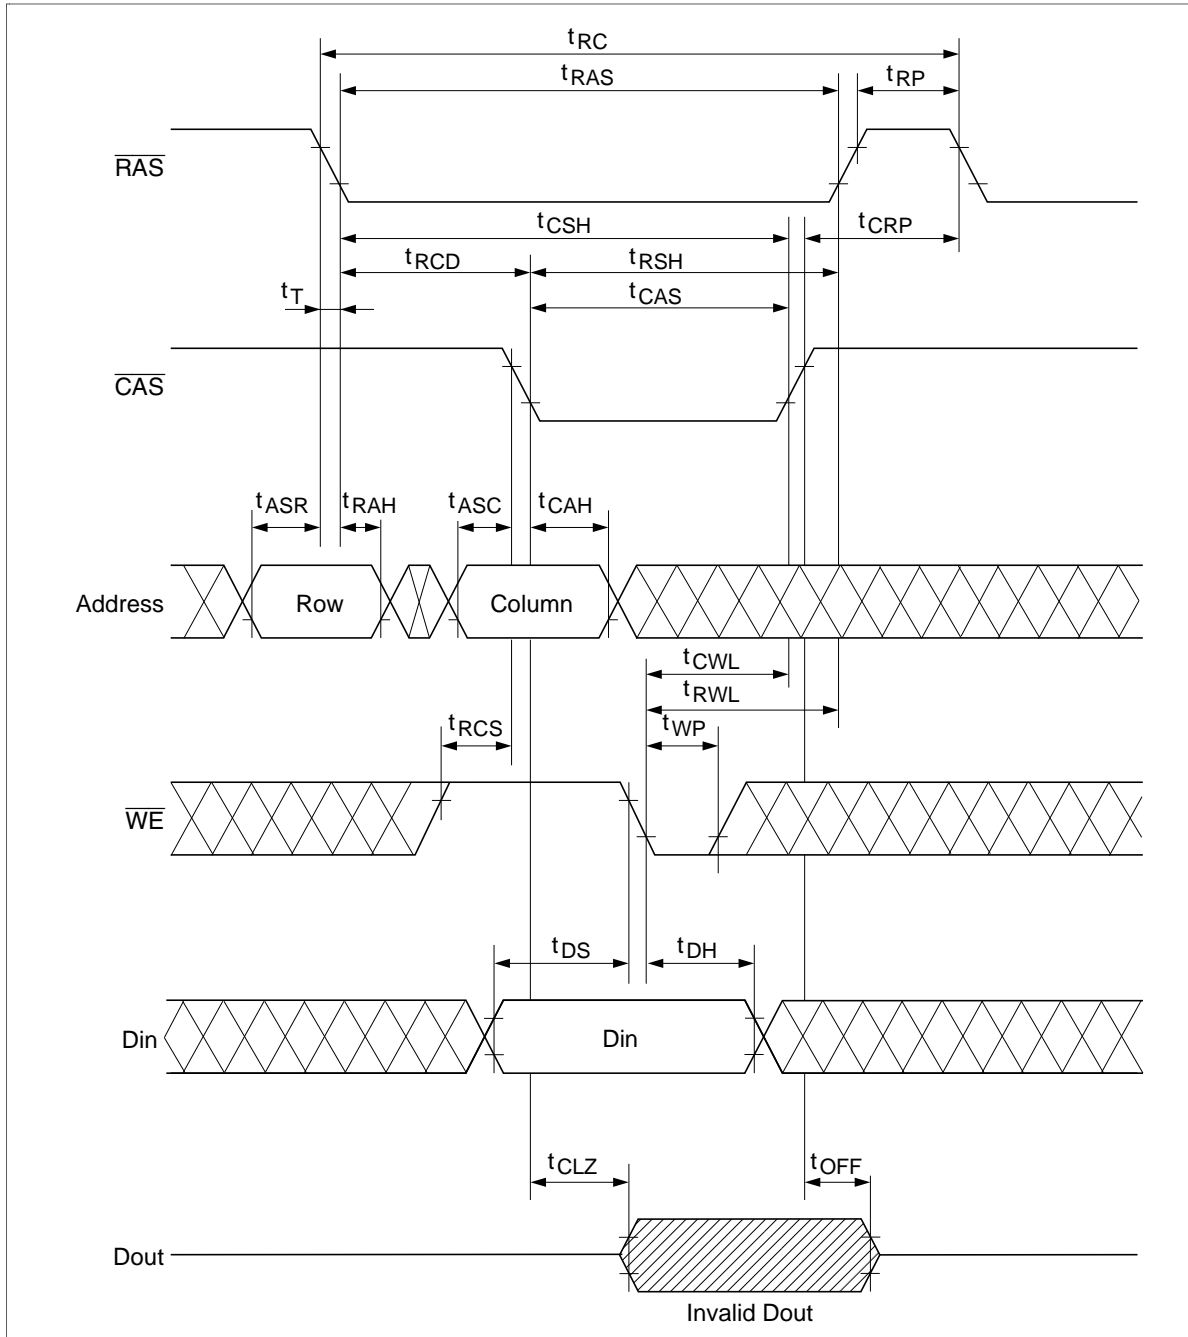 tRC
tRAS
tRP
RAS
tCSH
tCRP
tRCD
tRSH
tT
tCAS
CAS
tASR
tRAH
tASC
tCAH
Address
Row
Column
tCWL
tRWL
tRCS
tWP
WE
tDS
tDH
Din
Din
tCLZ
tOFF
Dout
Invalid Dout